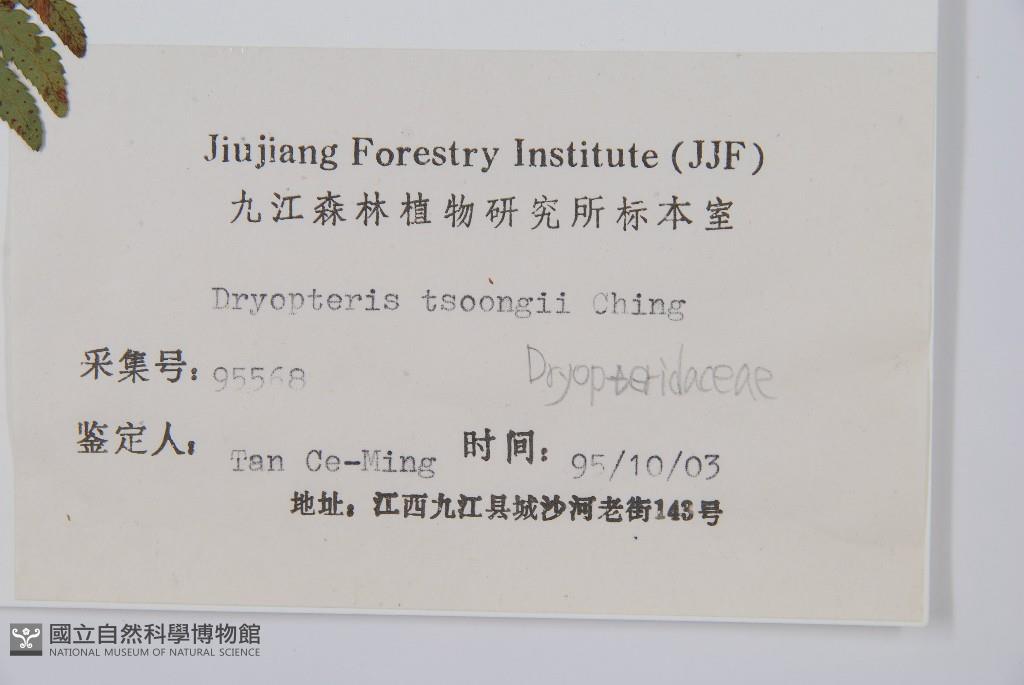 Jiujiang Forestry Institute (JJF)
九江森林植物研究所标本室
Dryopteris tsoongii Ching
采集号: 95568
Dryopteridaceae
鉴定人: Tan Ce-Ming 时间: 95/10/03
地址: 江西九江县城沙河老街143号
國立自然科學博物館
NATIONAL MUSEUM OF NATURAL SCIENCE